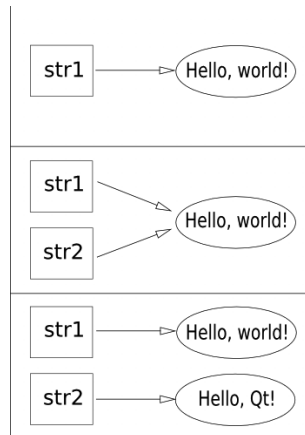 str1 Hello, world!
str1
Hello, world!
str2
str1 Hello, world!
str2 Hello, Qt!